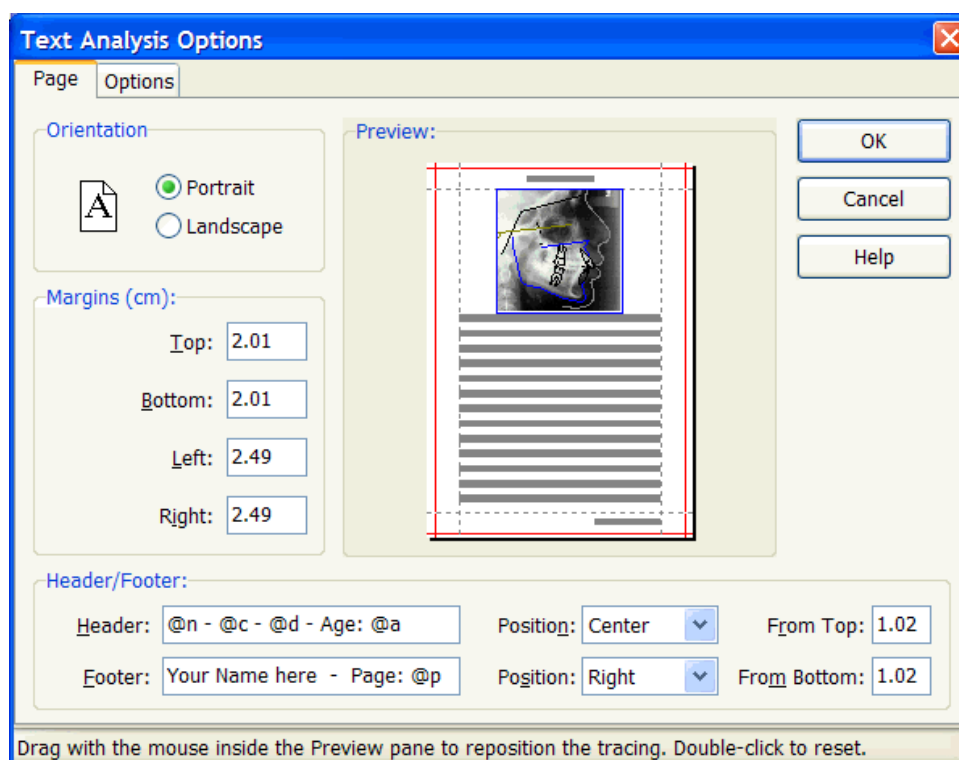 Text Analysis Options
Page Options
Orientation
A
Portrait
Landscape
Preview:
OK
Cancel
Help
Margins (cm):
Top: 2.01
Bottom: 2.01
Left: 2.49
Right: 2.49
Header/Footer:
Header: @n - @c - @d - Age: @a Position: Center From Top: 1.02
Footer: Your Name here - Page: @p Position: Right From Bottom: 1.02
Drag with the mouse inside the Preview pane to reposition the tracing. Double-click to reset.